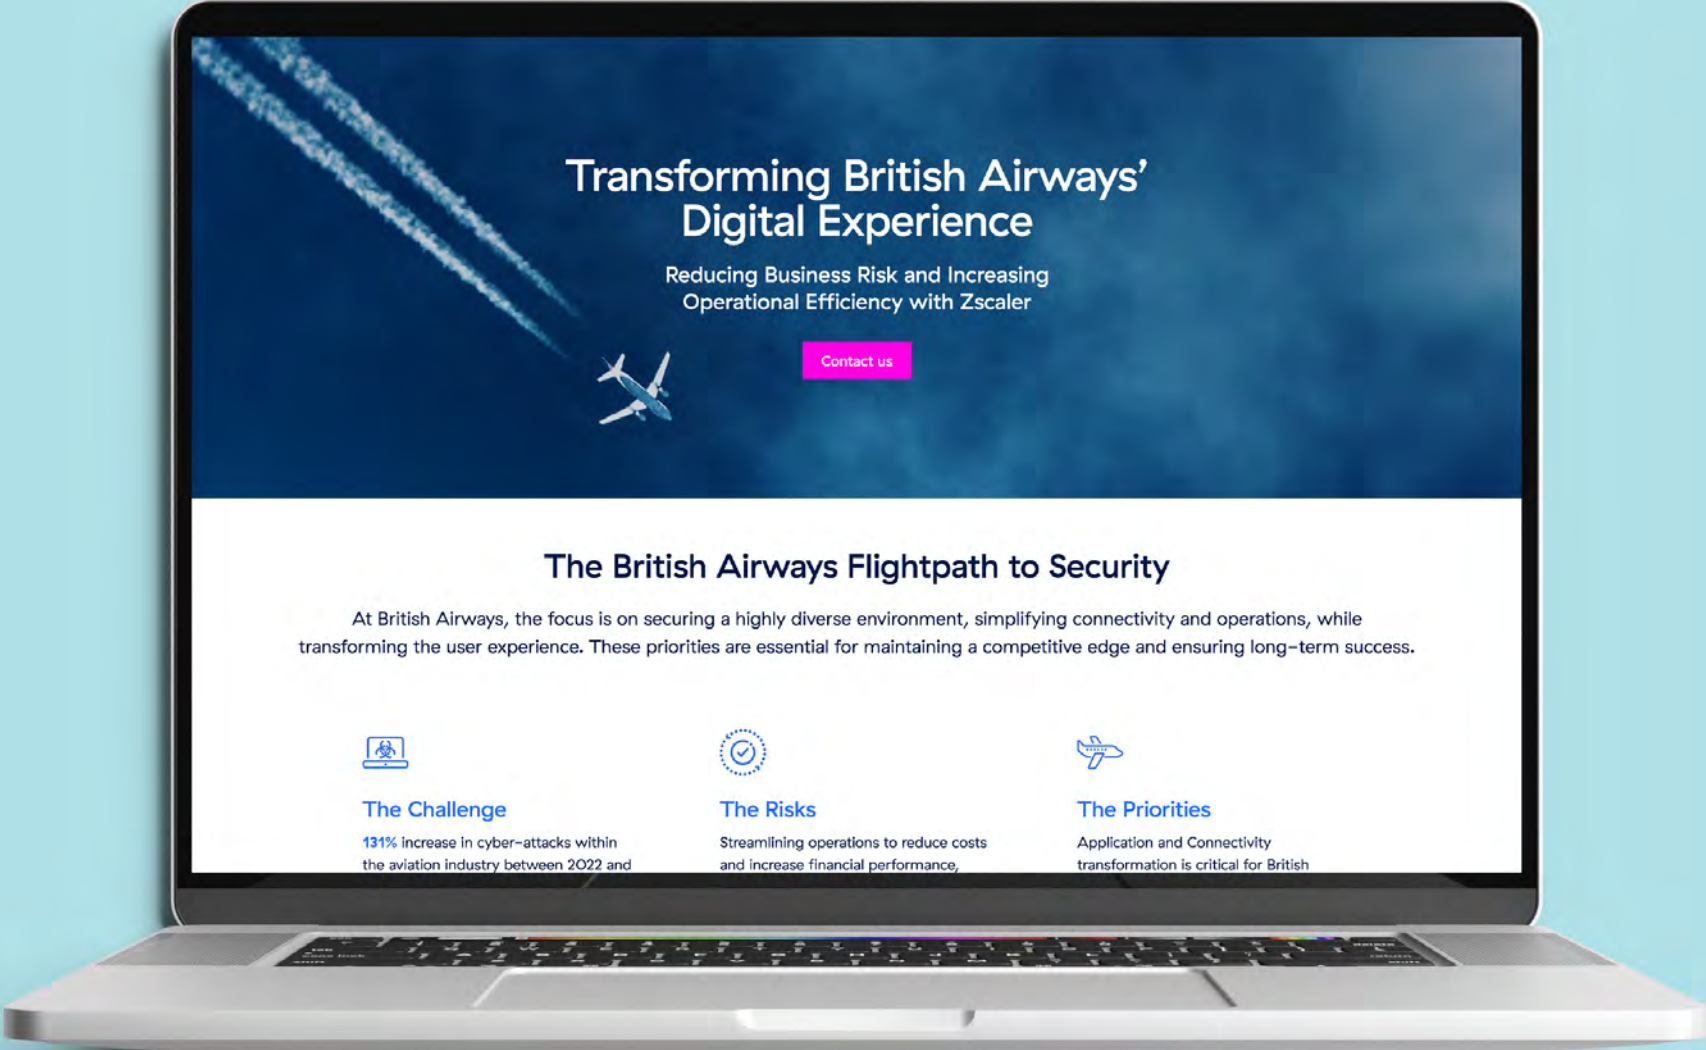 Transforming British Airways’
Digital Experience
Reducing Business Risk and Increasing
Operational Efficiency with Zscaler
Contact us
The British Airways Flightpath to Security
At British Airways, the focus is on securing a highly diverse environment, simplifying connectivity and operations, while
transforming the user experience. These priorities are essential for maintaining a competitive edge and ensuring long-term success.
The Challenge
131% increase in cyber-attacks within
the aviation industry between 2022 and
The Risks
Streamlining operations to reduce costs
and increase financial performance,
The Priorities
Application and Connectivity
transformation is critical for British